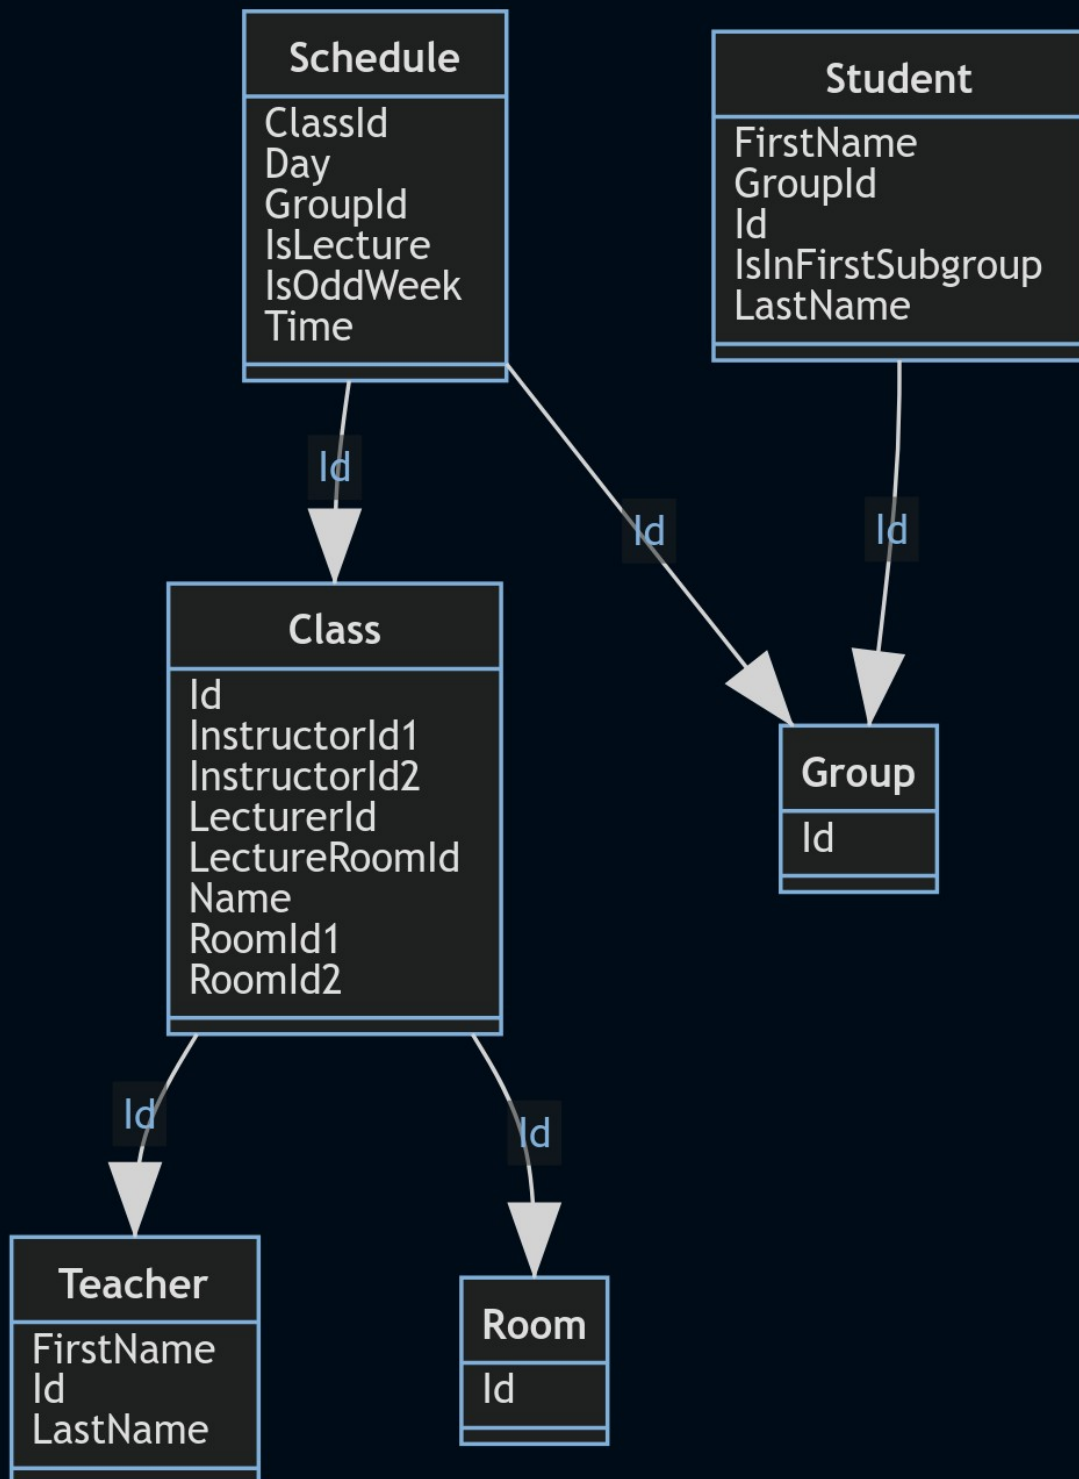 Schedule
ClassId
Day
GroupId
IsLecture
IsOddWeek
Time
Student
FirstName
GroupId
Id
IsInFirstSubgroup
LastName
Id
Id
Id
Class
Id
InstructorId1
InstructorId2
LecturerId
LectureRoomId
Name
RoomId1
RoomId2
Group
Id
Id
Id
Teacher
FirstName
Id
LastName
Room
Id